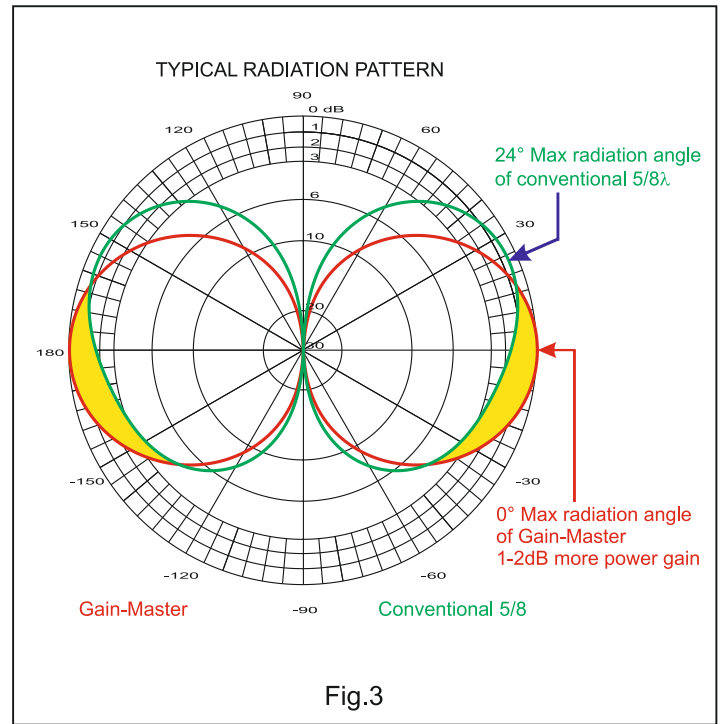 TYPICAL RADIATION PATTERN
90
0 dB
120
60
1
2
3
24° Max radiation angle
of conventional 5/8λ
150
6
30
10
20
180
30
-150
-30
0° Max radiation angle
of Gain-Master
1-2dB more power gain
-120
-60
-90
Gain-Master
Conventional 5/8
Fig.3